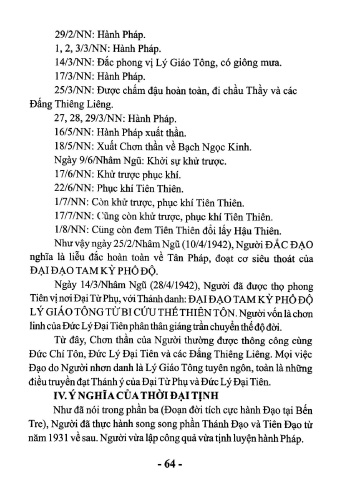 29/2/NN: Hành Pháp.
1, 2, 3/3/NN: Hành Pháp.
14/3/NN: Đắc phong vị Lý Giáo Tông, có giông mưa.
17/3/NN: Hành Pháp.
25/3/NN: Được chấm đậu hoàn toàn, đi chầu Thầy và các
Đấng Thiêng Liêng.
27, 28, 29/3/NN: Hành Pháp.
16/5/NN: Hành Pháp xuất thần.
18/5/NN: Xuất Chơn thần về Bạch Ngọc Kinh.
Ngày 9/6/Nhâm Ngũ: Khởi sự khử trược.
17/6/NN: Khử trược phục khí.
22/6/NN: Phục khí Tiên Thiên.
1/7/NN: Còn khử trược, phục khí Tiên Thiên.
17/7/NN: Cũng còn khử trược, phục khí Tiên Thiên.
1/8/NN: Cũng còn đem Tiên Thiên đổi lấy Hậu Thiên.
Như vậy ngày 25/2/Nhâm Ngũ (10/4/1942), Người ĐẮC ĐẠO
nghĩa là liễu đắc hoàn toàn về Tân Pháp, đoạt cơ siêu thoát của
ĐẠI ĐẠO TAM KỲ PHỔ ĐỘ.
Ngày 14/3/Nhâm Ngũ (28/4/1942), Người đã được thọ phong
Tiên vị nơi Đại Từ Phụ, với Thánh danh: ĐẠI ĐẠO TAM KỲ PHỔ ĐỘ
LÝ GIÁO TÔNG TỪ BI CỨU THẾ THIÊN TÔN. Người vốn là chơn
linh của Đức Lý Đại Tiên phân thân giáng trần chuyển thế độ đời.
Từ đây, Chơn thần của Người thường được thông công cùng
Đức Chí Tôn, Đức Lý Đại Tiên và các Đấng Thiêng Liêng. Mọi việc
Đạo do Người nhơn danh là Lý Giáo Tông tuyên ngôn, toàn là những
điều truyền đạt Thánh ý của Đại Từ Phụ và Đức Lý Đại Tiên.
IV. Ý NGHĨA CỦA THỜI ĐẠI TỊNH
Như đã nói trong phần ba (Đoạn đời tích cực hành Đạo tại Bến
Tre), Người đã thực hành song song phần Thánh Đạo và Tiên Đạo từ
năm 1931 về sau. Người vừa lập công quả vừa tịnh luyện hành Pháp.
- 64 -